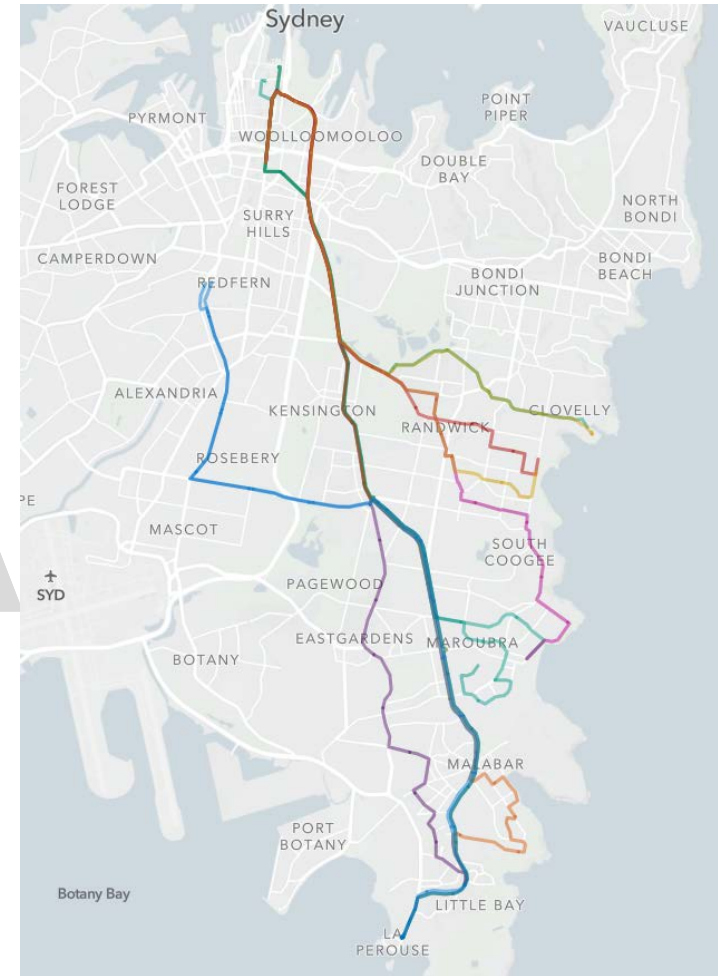 Sydney
VAUCLUSE
POINT
PIPER
PYRMONT
WOOLLOOMOOLOO
DOUBLE
BAY
FOREST
LODGE
NORTH
BONDI
SURRY
HILLS
CAMPERDOWN
BONDI
BEACH
REDFERN
BONDI
JUNCTION
ALEXANDRIA
KENSINGTON
CLOVELLY
RANDWICK
ROSEBERY
PE
MASCOT
SOUTH
COOGEE
SYD
PAGEWOOD
EASTGARDENS
MAROUBRA
BOTANY
MALABAR
PORT
BOTANY
Botany Bay
LITTLE BAY
LA
PEROUSE